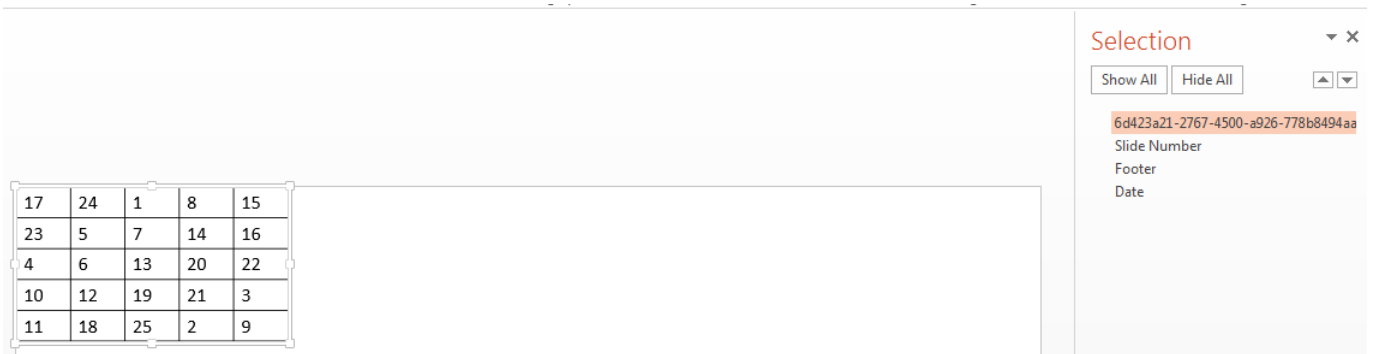 Selection
Show All Hide All
6d423a21-2767-4500-a926-778b8494aa
Slide Number
Footer
Date
17 24 1 8 15
23 5 7 14 16
4 6 13 20 22
10 12 19 21 3
11 18 25 2 9